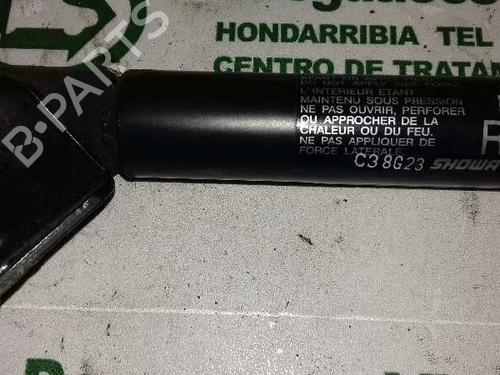 HONDARRIBIA TEL
CENTRO DE TRATA
L'INTERIEUR ETANT
MAINTENU SOUS PRESSION
NE PAS OUVRIR, PERFORER
OU APPROCHER DE LA
CHALEUR OU DU FEU.
NE PAS APPLIQUER DE
FORCE LATERALE
R
C38G23 SHOWA
B-PARTS